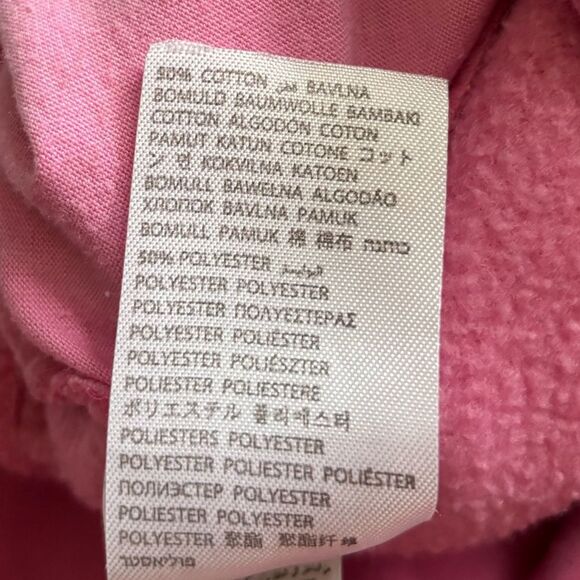 50% COTTON قطن BAVLNA
BOMULD BAUMWOLLE BAMBAKI
COTTON ALGODON COTON
PAMUT KATUN COTONE コット
ン 면 KOKVILNA KATOEN
BOMULL BAWEŁNA ALGODÃO
ХЛОПОК BAVLNA PAMUK
BOMULL PAMUK 棉 棉布 כותנה
50% POLYESTER البوليستر
POLYESTER POLYESTER
POLYESTER ΠΟΛΥΕΣΤΕΡΑΣ
POLYESTER POLIÉSTER
POLYESTER POLIÉSZTER
POLIESTER POLIESTERE
ポリエステル 폴리에스터
POLIESTERS POLYESTER
POLYESTER POLIESTER POLIÉSTER
ПОЛИЭСТЕР POLYESTER
POLIESTER POLYESTER
POLYESTER 聚酯 聚酯纤维
פוליאסטר